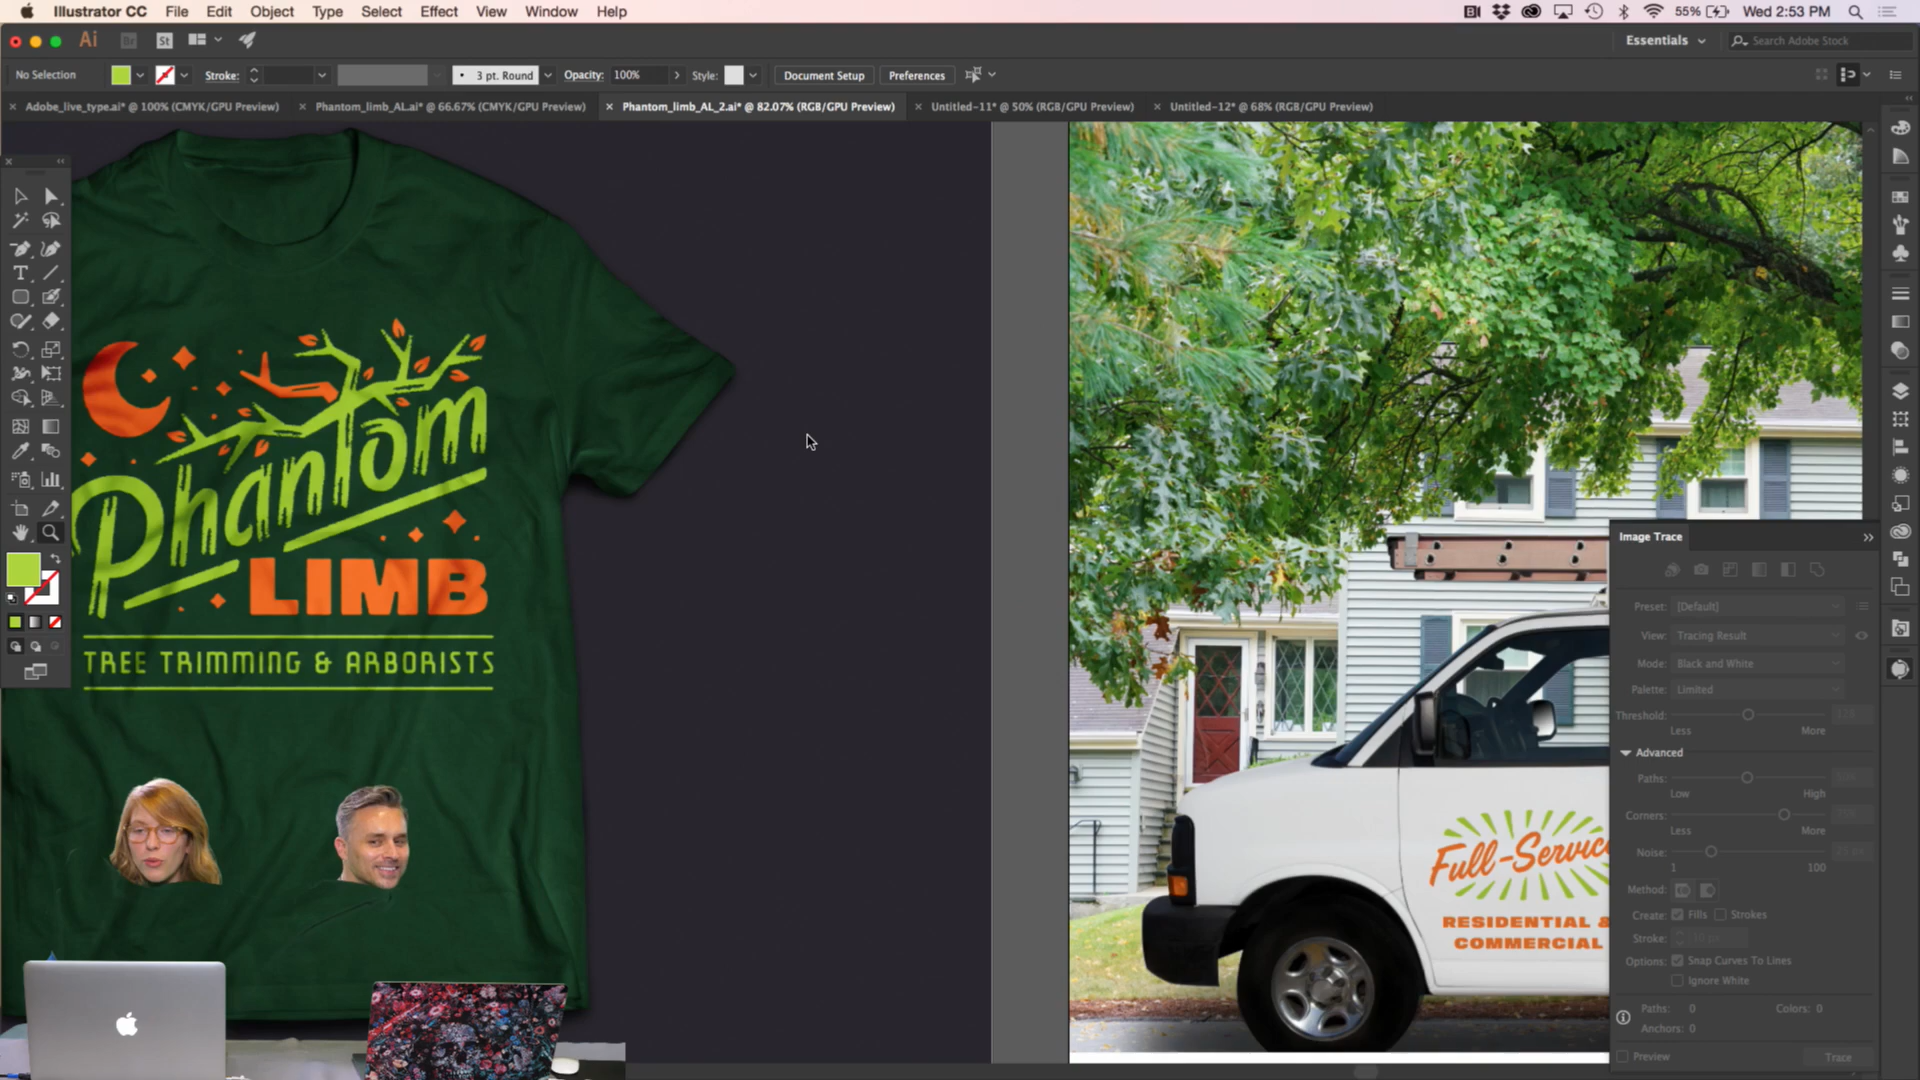 Illustrator CC File Edit Object Type Select Effect View Window Help
55% Wed 2:53 PM
Ai Br St
Essentials
Search Adobe Stock
No Selection Stroke: 3 pt. Round Opacity: 100% Style: Document Setup Preferences
Adobe_live_type.ai* @ 100% (CMYK/GPU Preview)
Phantom_limb_AL.ai* @ 66.67% (CMYK/GPU Preview)
Phantom_limb_AL_2.ai* @ 82.07% (RGB/GPU Preview)
Untitled-11* @ 50% (RGB/GPU Preview)
Untitled-12* @ 68% (RGB/GPU Preview)
Phantom
LIMB
TREE TRIMMING & ARBORISTS
Full-Service
RESIDENTIAL &
COMMERCIAL
Image Trace
Preset: [Default]
View: Tracing Result
Mode: Black and White
Palette: Limited
Threshold:
Less More
Advanced
Paths:
Low High
Corners:
Less More
Noise:
1 100
Method:
Create: Fills Strokes
Stroke: 10 px
Options: Snap Curves To Lines
Ignore White
Paths: 0 Colors: 0
Anchors: 0
Preview Trace